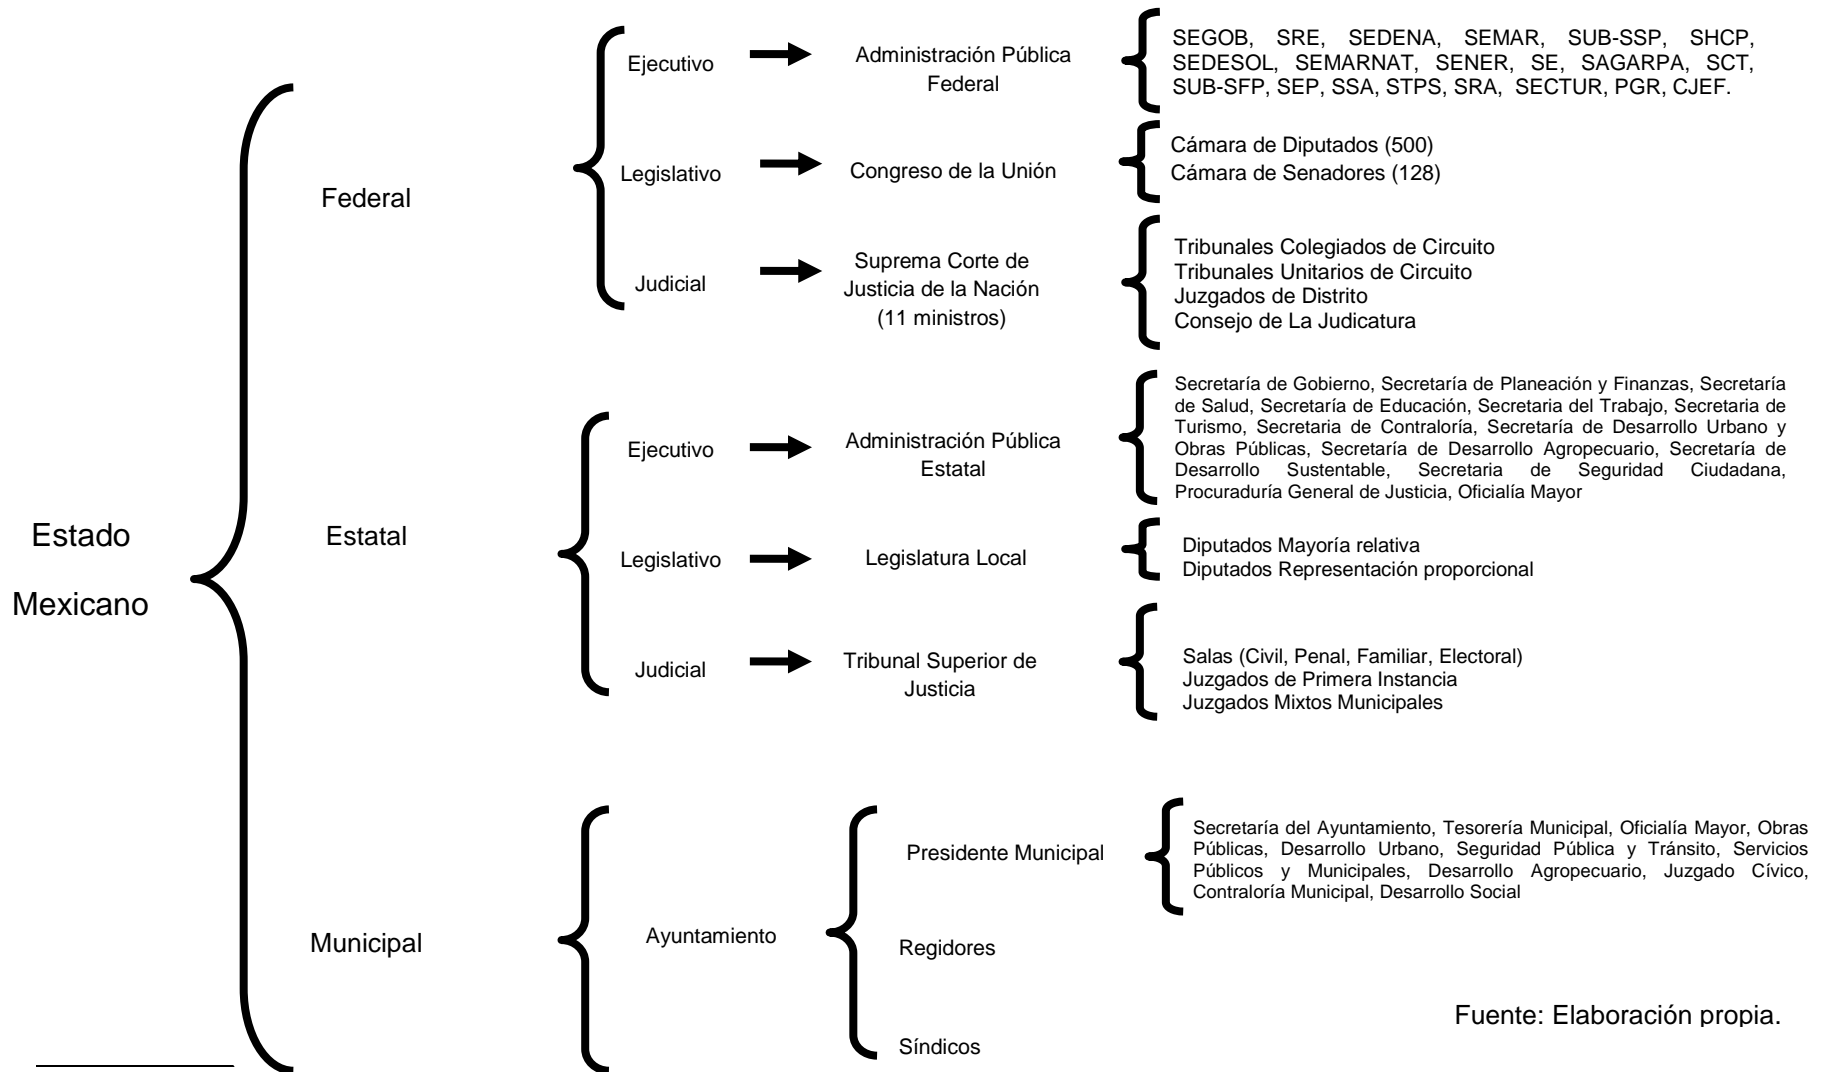 Estado
Mexicano
Federal
Ejecutivo
Administración Pública
Federal
SEGOB, SRE, SEDENA, SEMAR, SUB-SSP, SHCP,
SEDESOL, SEMARNAT, SENER, SE, SAGARPA, SCT,
SUB-SFP, SEP, SSA, STPS, SRA, SECTUR, PGR, CJEF.
Legislativo
Congreso de la Unión
Cámara de Diputados (500)
Cámara de Senadores (128)
Judicial
Suprema Corte de
Justicia de la Nación
(11 ministros)
Tribunales Colegiados de Circuito
Tribunales Unitarios de Circuito
Juzgados de Distrito
Consejo de La Judicatura
Estatal
Ejecutivo
Administración Pública
Estatal
Secretaría de Gobierno, Secretaría de Planeación y Finanzas, Secretaría
de Salud, Secretaría de Educación, Secretaria del Trabajo, Secretaria de
Turismo, Secretaria de Contraloría, Secretaría de Desarrollo Urbano y
Obras Públicas, Secretaría de Desarrollo Agropecuario, Secretaría de
Desarrollo Sustentable, Secretaria de Seguridad Ciudadana,
Procuraduría General de Justicia, Oficialía Mayor
Legislativo
Legislatura Local
Diputados Mayoría relativa
Diputados Representación proporcional
Judicial
Tribunal Superior de
Justicia
Salas (Civil, Penal, Familiar, Electoral)
Juzgados de Primera Instancia
Juzgados Mixtos Municipales
Municipal
Ayuntamiento
Presidente Municipal
Secretaría del Ayuntamiento, Tesorería Municipal, Oficialía Mayor, Obras
Públicas, Desarrollo Urbano, Seguridad Pública y Tránsito, Servicios
Públicos y Municipales, Desarrollo Agropecuario, Juzgado Cívico,
Contraloría Municipal, Desarrollo Social
Regidores
Síndicos
Fuente: Elaboración propia.